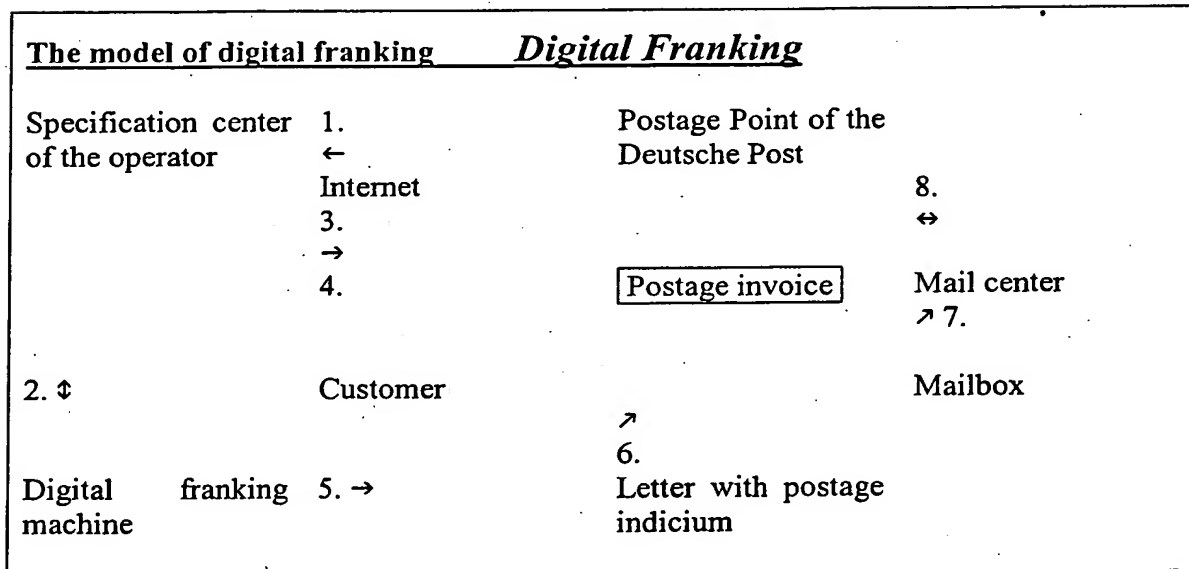 The model of digital franking Digital Franking
Specification center 1. Postage Point of the
of the operator ← Deutsche Post
Internet 8.
3. ↔
→
4. Postage invoice Mail center
↗ 7.
2. ⇕ Customer Mailbox
↗
6.
Digital franking 5. → Letter with postage
machine indicium